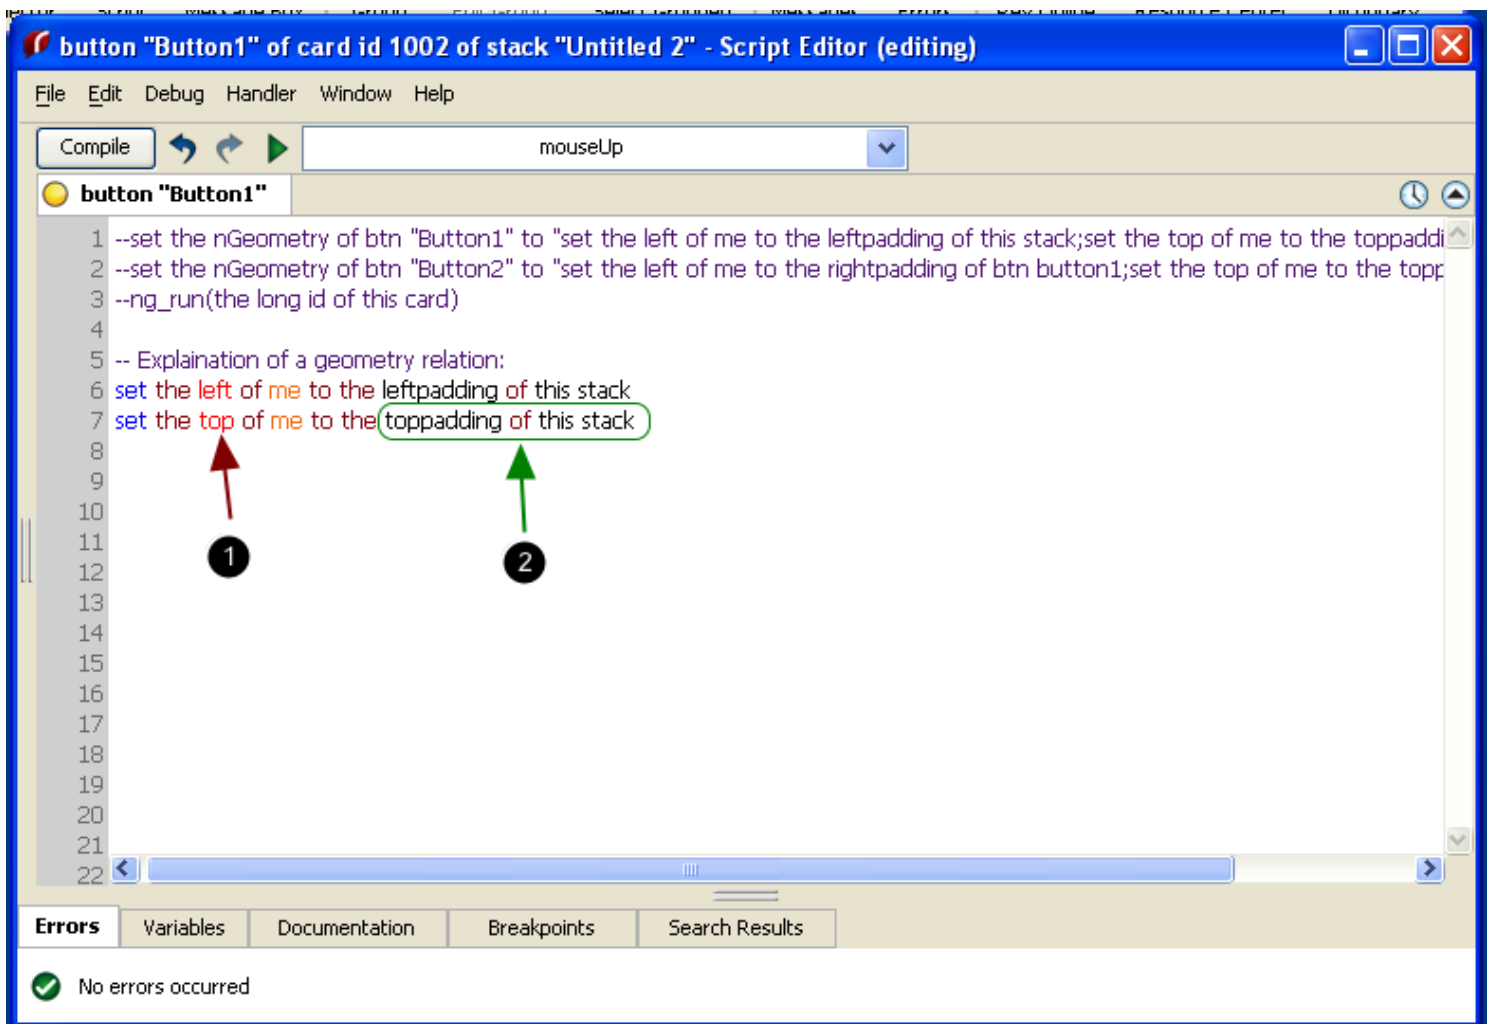 button "Button1" of card id 1002 of stack "Untitled 2" - Script Editor (editing)
File Edit Debug Handler Window Help
Compile mouseUp
button "Button1"
1 --set the nGeometry of btn "Button1" to "set the left of me to the leftpadding of this stack;set the top of me to the toppaddi
2 --set the nGeometry of btn "Button2" to "set the left of me to the rightpadding of btn button1;set the top of me to the topp
3 --ng_run(the long id of this card)
4
5 -- Explaination of a geometry relation:
6 set the left of me to the leftpadding of this stack
7 set the top of me to the toppadding of this stack
8
9
10
11
1 2
12
13
14
15
16
17
18
19
20
21
22
Errors Variables Documentation Breakpoints Search Results
No errors occurred